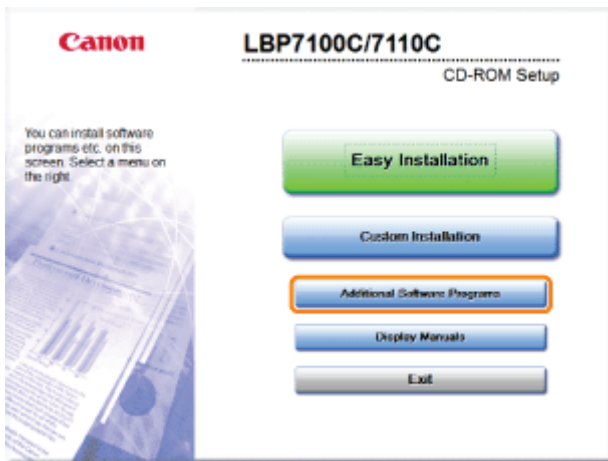 Canon
LBP7100C/7110C
CD-ROM Setup
You can install software
programs etc. on this
screen. Select a menu on
the right.
Easy Installation
Custom Installation
Additional Software Programs
Display Manuals
Exit